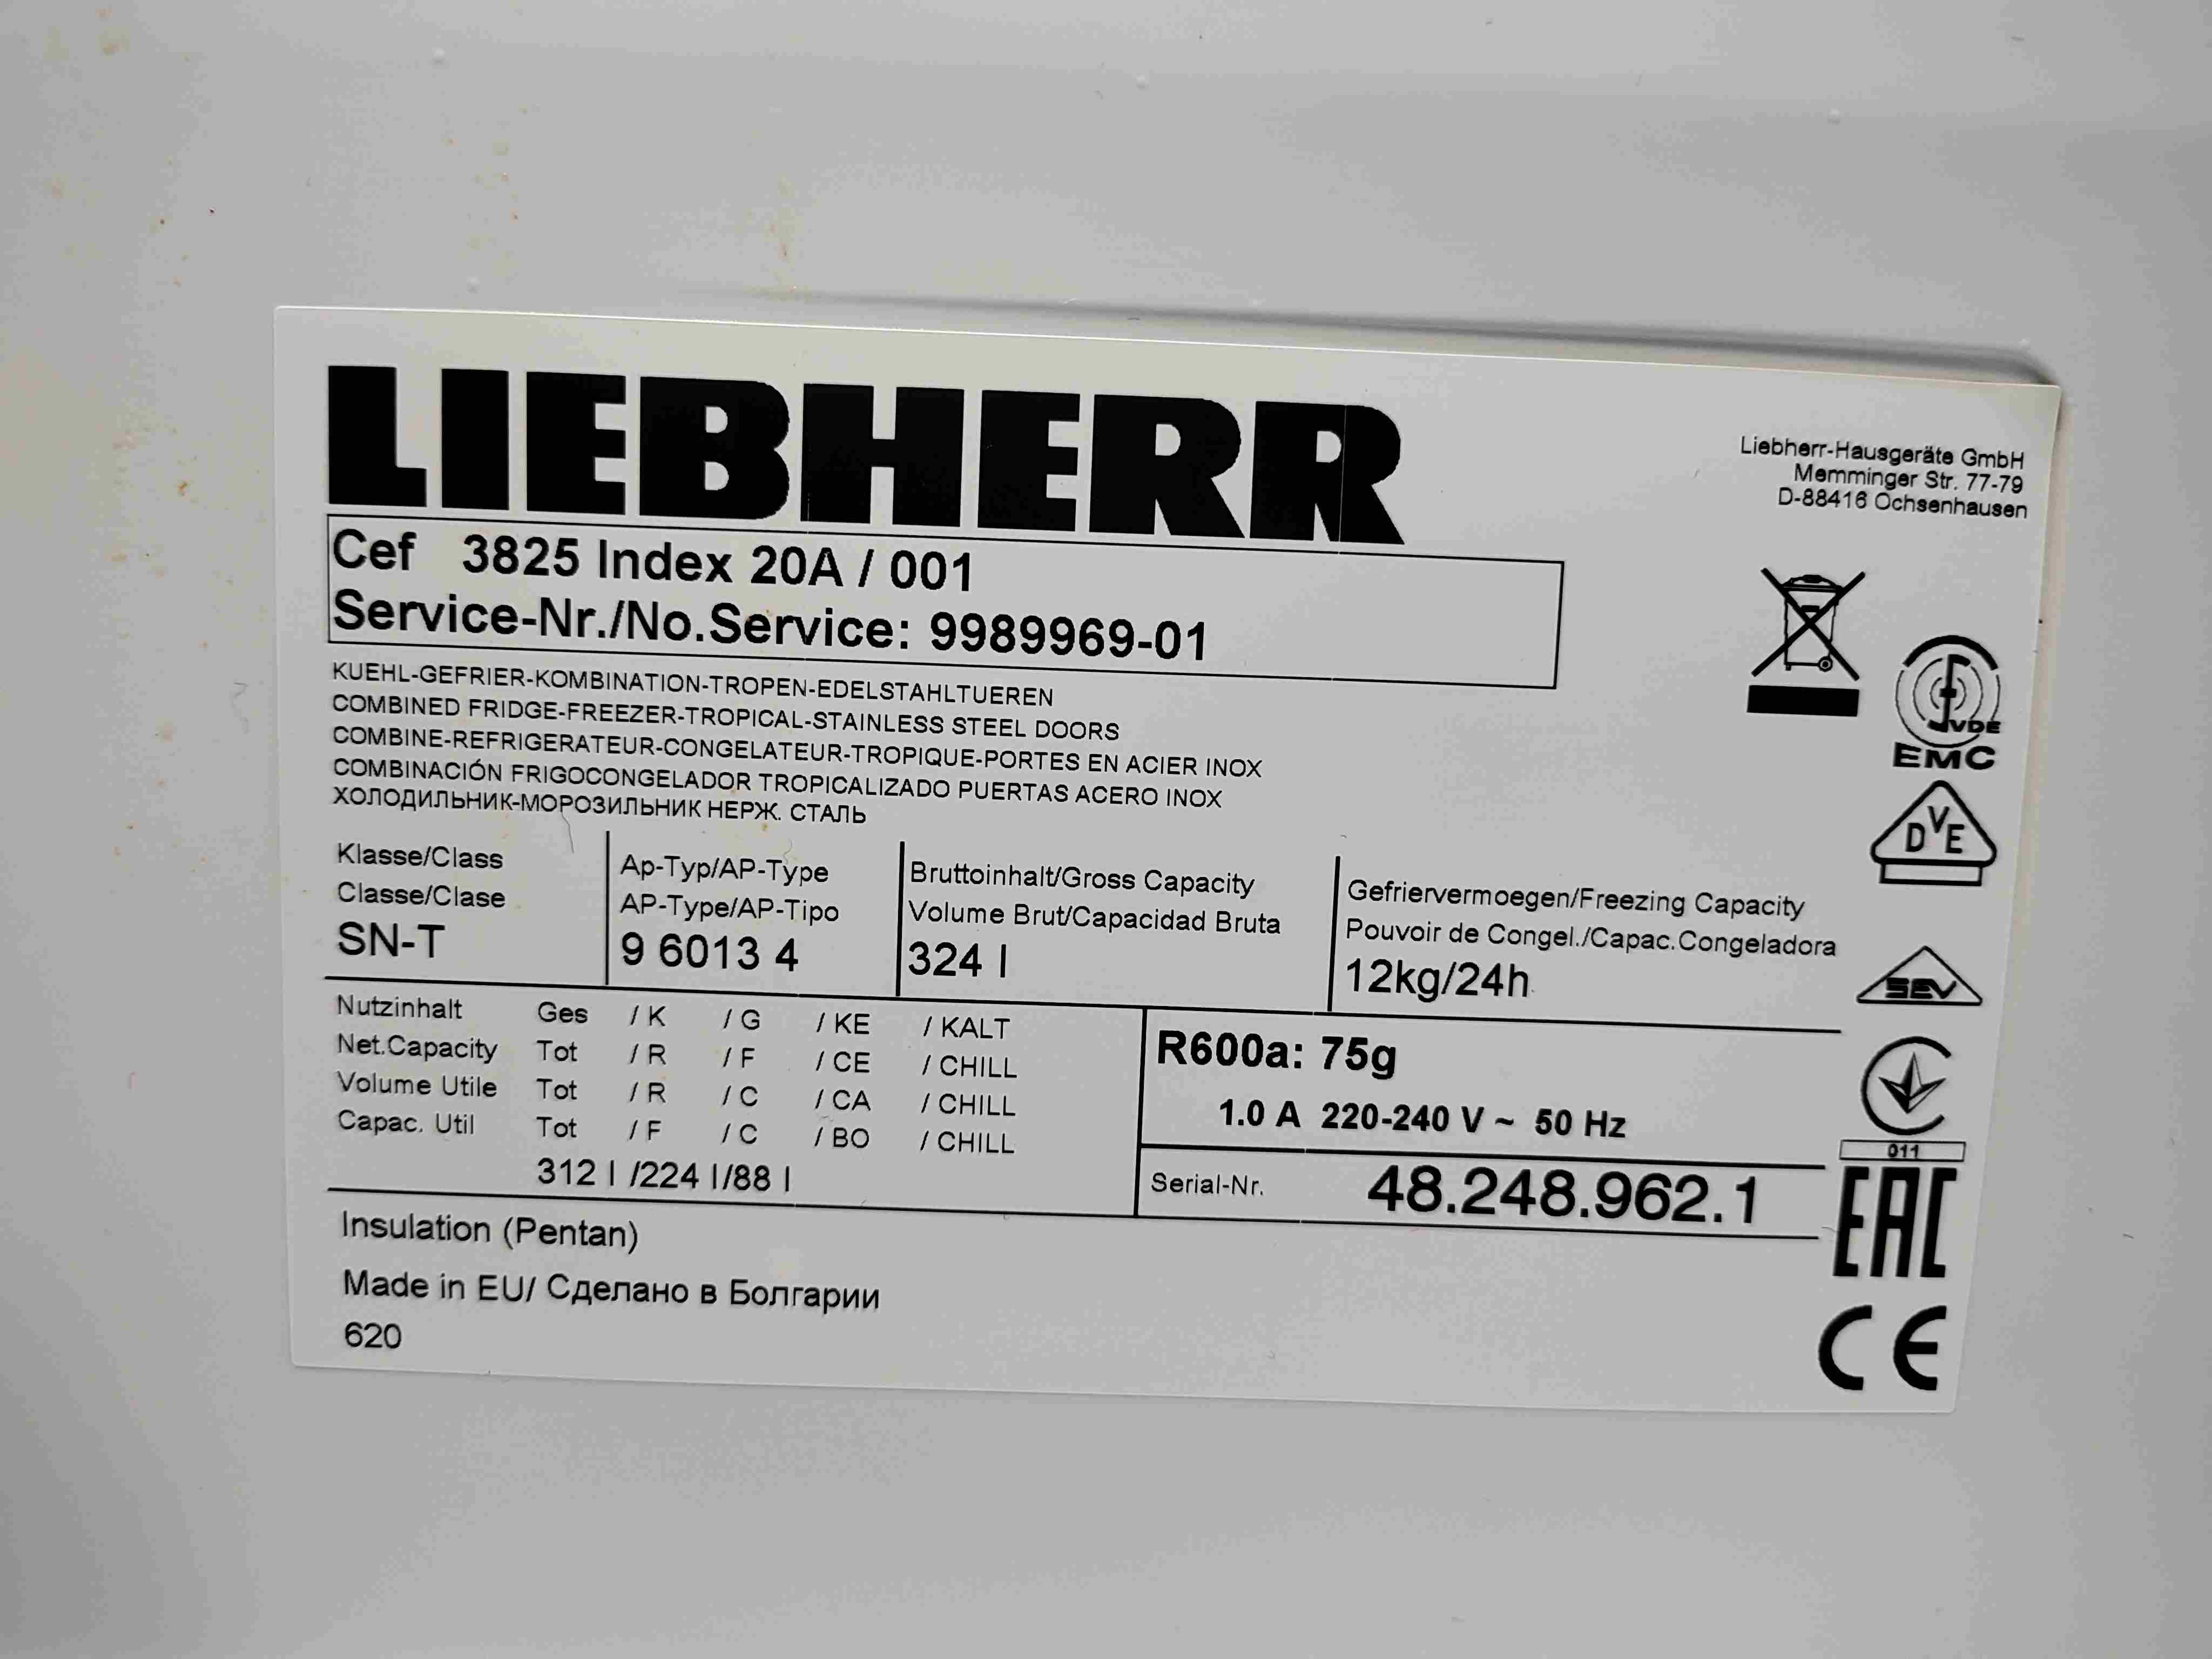 LIEBHERR
Liebherr-Hausgeräte GmbH
Memminger Str. 77-79
D-88416 Ochsenhausen
Cef 3825 Index 20A / 001
Service-Nr./No.Service: 9989969-01
KUEHL-GEFRIER-KOMBINATION-TROPEN-EDELSTAHLTUEREN
COMBINED FRIDGE-FREEZER-TROPICAL-STAINLESS STEEL DOORS
COMBINE-REFRIGERATEUR-CONGELATEUR-TROPIQUE-PORTES EN ACIER INOX
COMBINACIÓN FRIGOCONGELADOR TROPICALIZADO PUERTAS ACERO INOX
ХОЛОДИЛЬНИК-МОРОЗИЛЬНИК НЕРЖ. СТАЛЬ
VDE
EMC
DVE
Klasse/Class
Classe/Clase
SN-T
Ap-Typ/AP-Type
AP-Type/AP-Tipo
9 6013 4
Bruttoinhalt/Gross Capacity
Volume Brut/Capacidad Bruta
324 l
Gefriervermoegen/Freezing Capacity
Pouvoir de Congel./Capac.Congeladora
12kg/24h
SEV
Nutzinhalt Ges / K / G / KE / KALT
Net.Capacity Tot / R / F / CE / CHILL
Volume Utile Tot / R / C / CA / CHILL
Capac. Util Tot / F / C / BO / CHILL
312 l /224 l/88 l
R600a: 75g
1.0 A 220-240 V ~ 50 Hz
Serial-Nr. 48.248.962.1
011
EAC
CE
Insulation (Pentan)
Made in EU/ Сделано в Болгарии
620